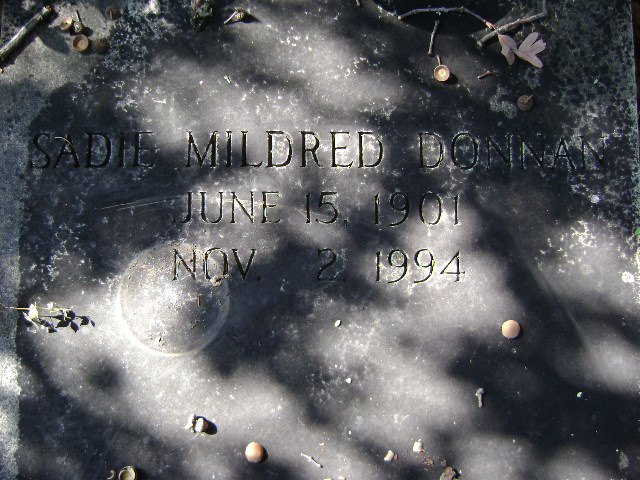 SADIE MILDRED DONNAN
JUNE 15, 1901
NOV. 2, 1994